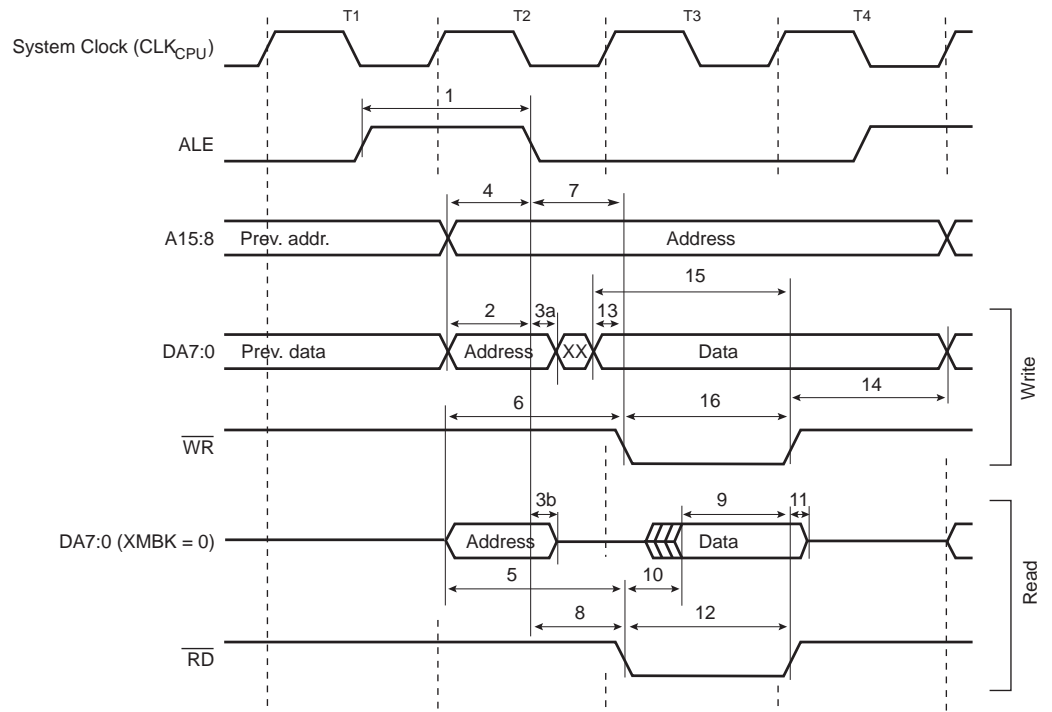 T1 T2 T3 T4
System Clock (CLKCPU)
1
ALE
4 7
A15:8 Prev. addr. Address
15
2 3a 13
DA7:0 Prev. data Address XX Data
14
6 16
WR
Write
3b 9 11
DA7:0 (XMBK = 0) Address Data
5 10
8 12
RD
Read